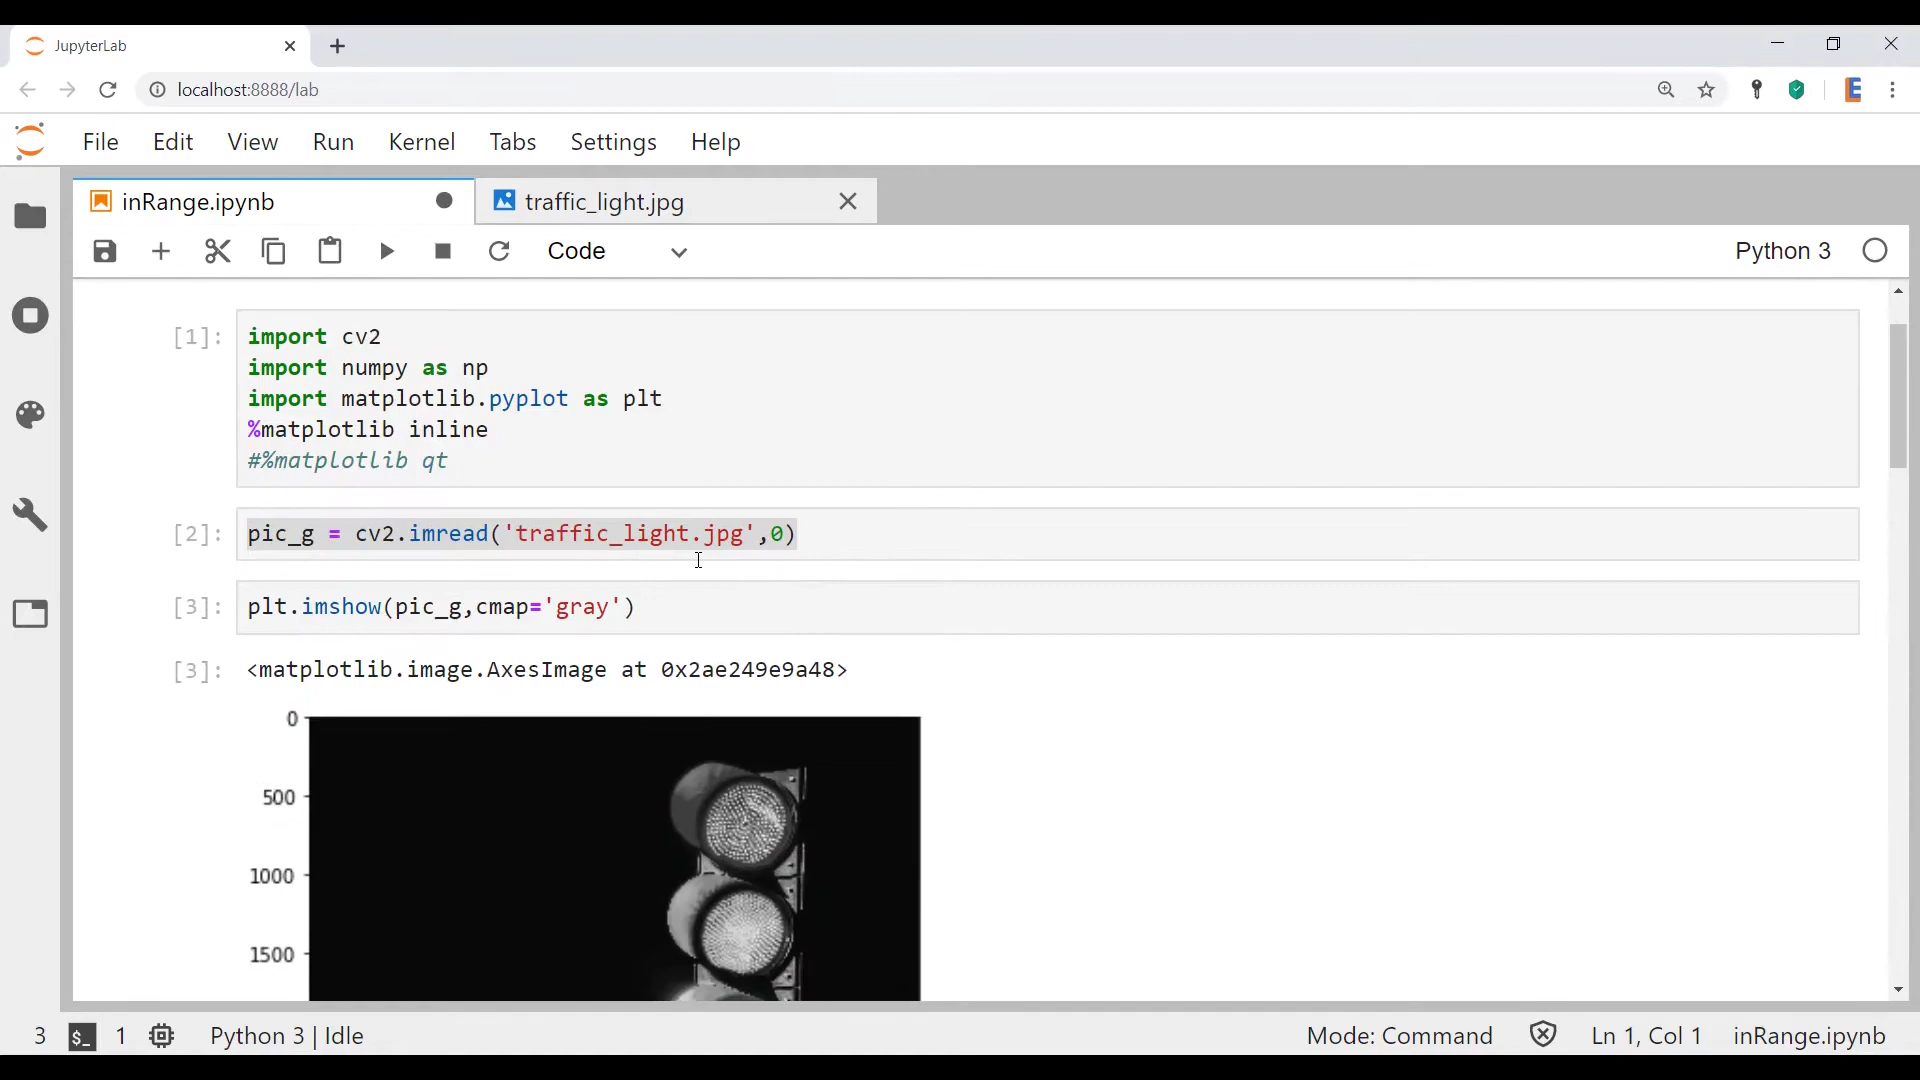 JupyterLab
localhost:8888/lab
E
File Edit View Run Kernel Tabs Settings Help
inRange.ipynb traffic_light.jpg
Code Python 3
[1]: import cv2
import numpy as np
import matplotlib.pyplot as plt
%matplotlib inline
#%matplotlib qt
[2]: pic_g = cv2.imread('traffic_light.jpg',0)
[3]: plt.imshow(pic_g,cmap='gray')
[3]: <matplotlib.image.AxesImage at 0x2ae249e9a48>
0
500
1000
1500
3 $_ 1 Python 3 | Idle Mode: Command Ln 1, Col 1 inRange.ipynb